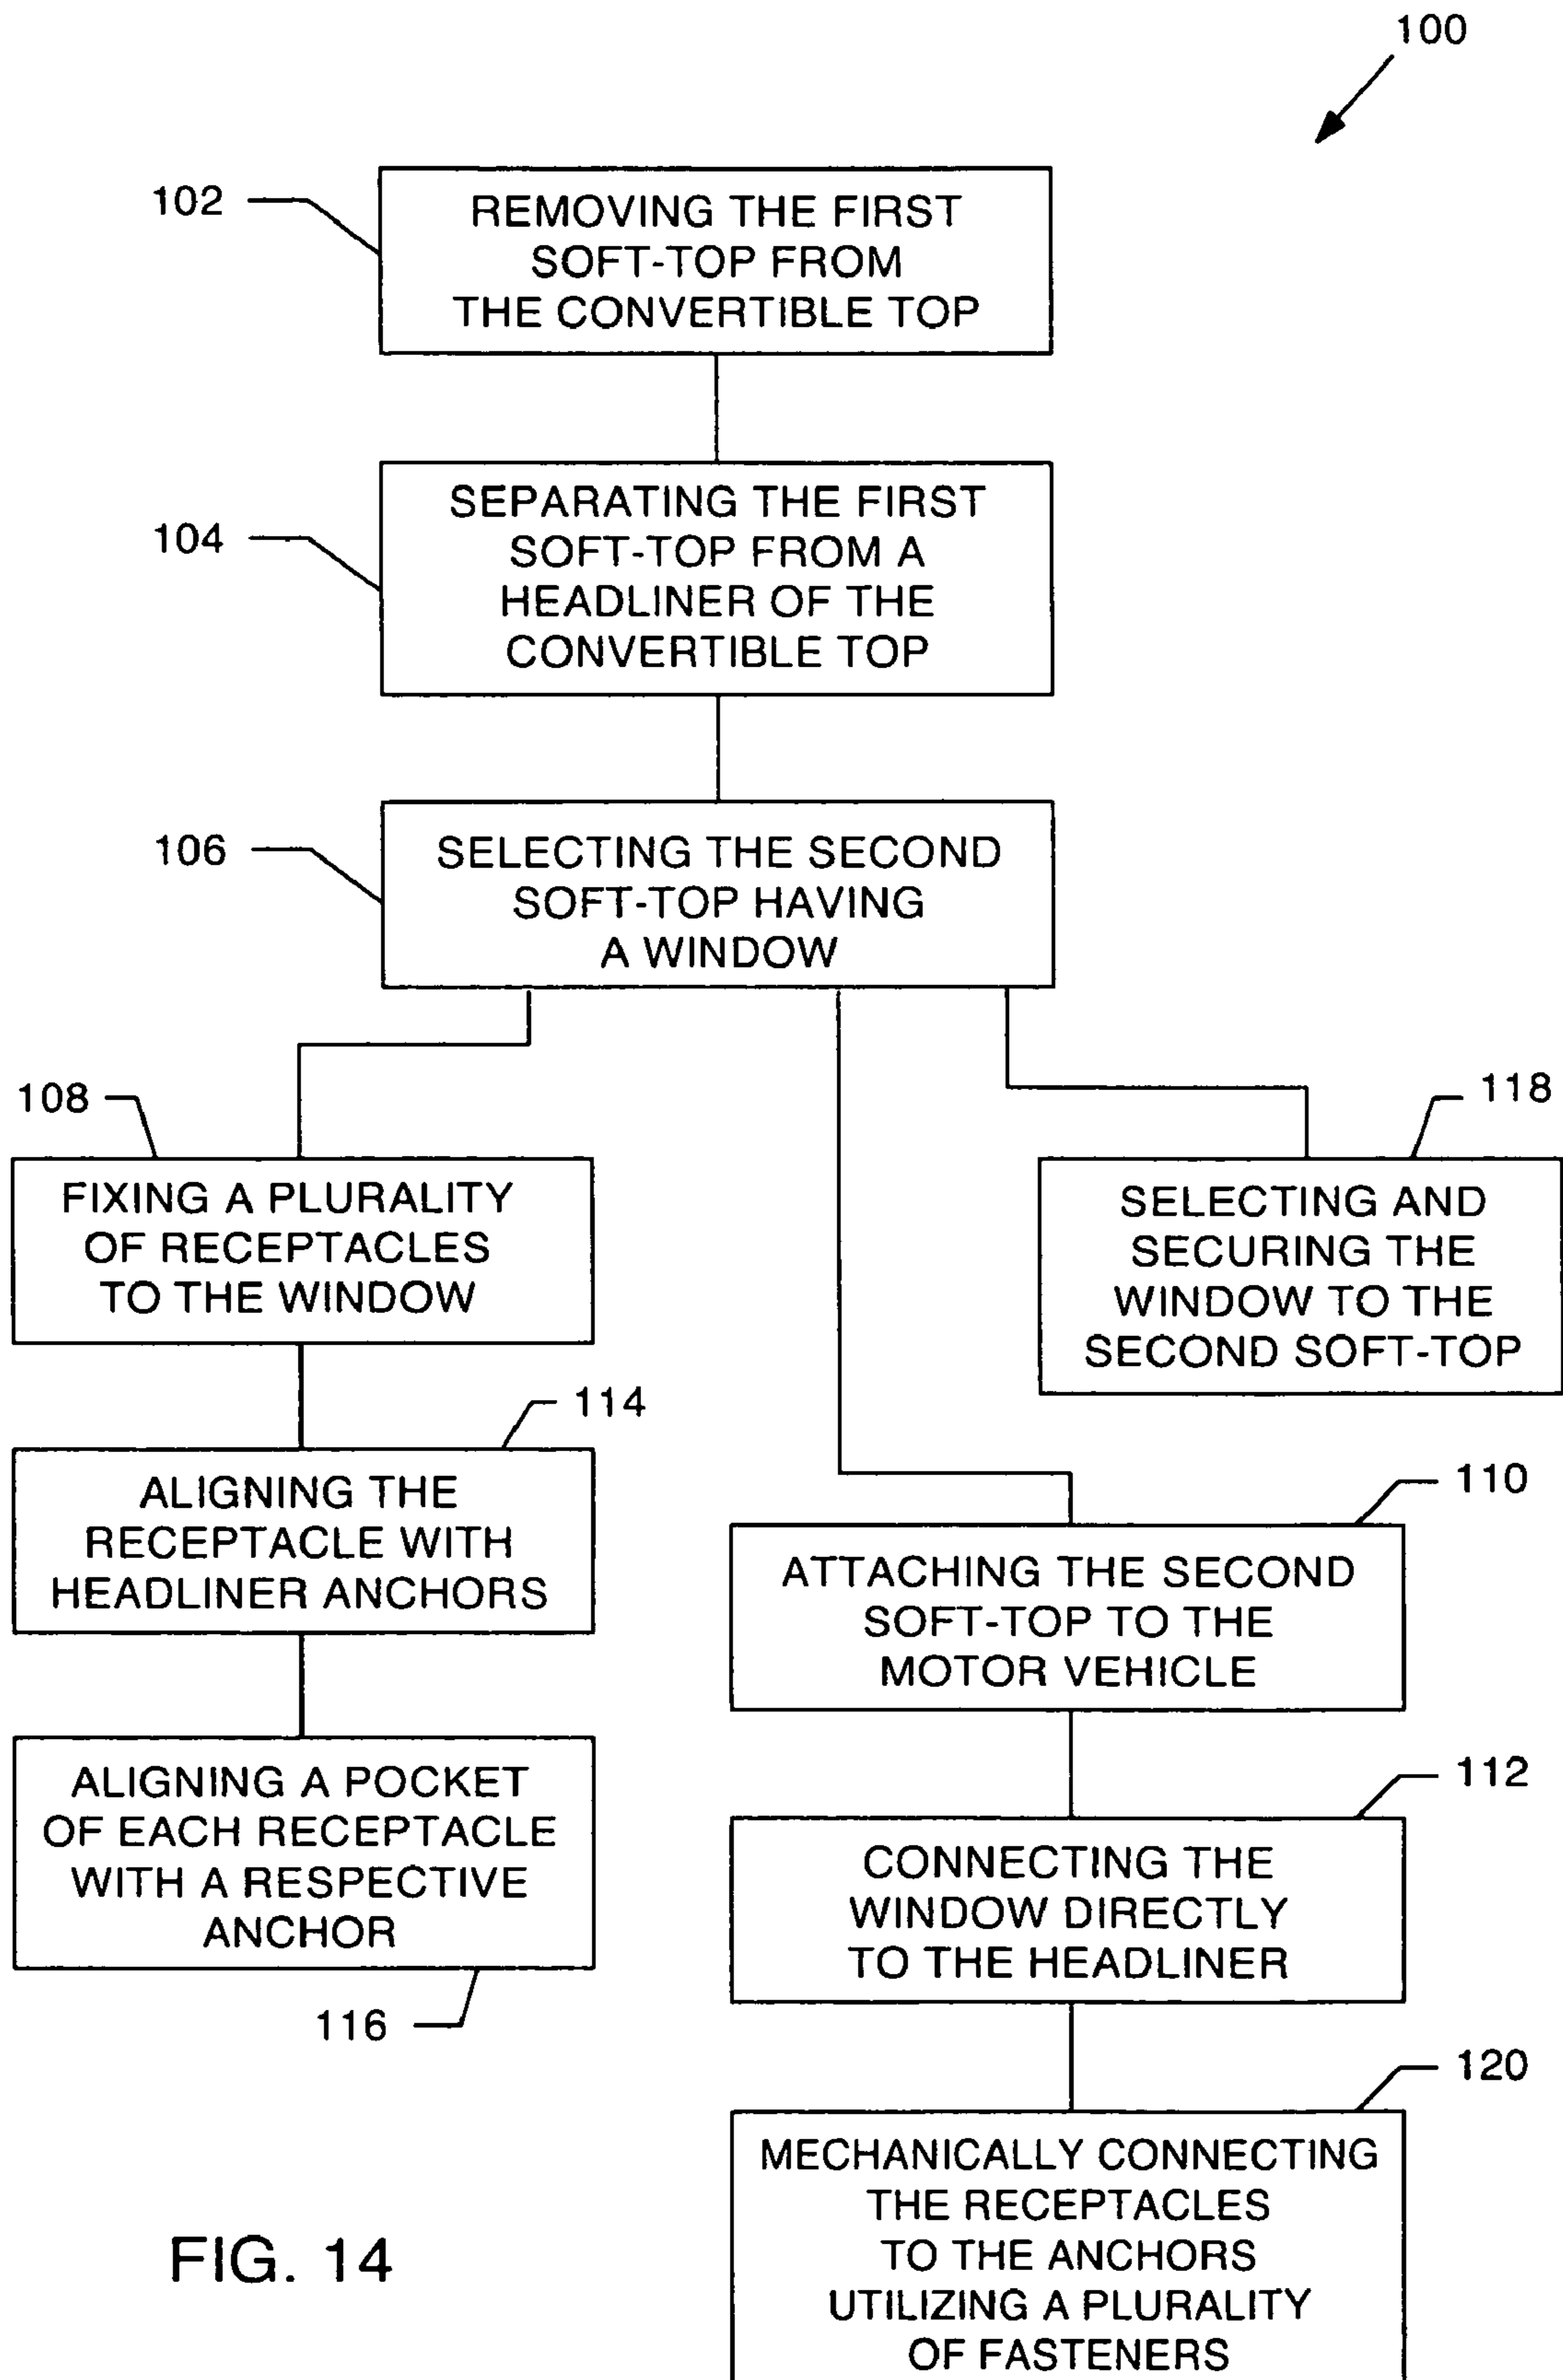 100
102
REMOVING THE FIRST
SOFT-TOP FROM
THE CONVERTIBLE TOP
104
SEPARATING THE FIRST
SOFT-TOP FROM A
HEADLINER OF THE
CONVERTIBLE TOP
106
SELECTING THE SECOND
SOFT-TOP HAVING
A WINDOW
108
FIXING A PLURALITY
OF RECEPTACLES
TO THE WINDOW
114
ALIGNING THE
RECEPTACLE WITH
HEADLINER ANCHORS
ALIGNING A POCKET
OF EACH RECEPTACLE
WITH A RESPECTIVE
ANCHOR
116
118
SELECTING AND
SECURING THE
WINDOW TO THE
SECOND SOFT-TOP
110
ATTACHING THE SECOND
SOFT-TOP TO THE
MOTOR VEHICLE
112
CONNECTING THE
WINDOW DIRECTLY
TO THE HEADLINER
120
MECHANICALLY CONNECTING
THE RECEPTACLES
TO THE ANCHORS
UTILIZING A PLURALITY
OF FASTENERS
FIG. 14